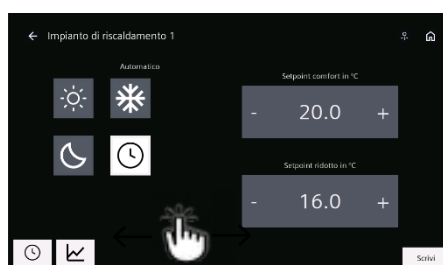 Impianto di riscaldamento 1
Automatico
Setpoint comfort in °C
- 20.0 +
Setpoint ridotto in °C
- 16.0 +
Scrivi